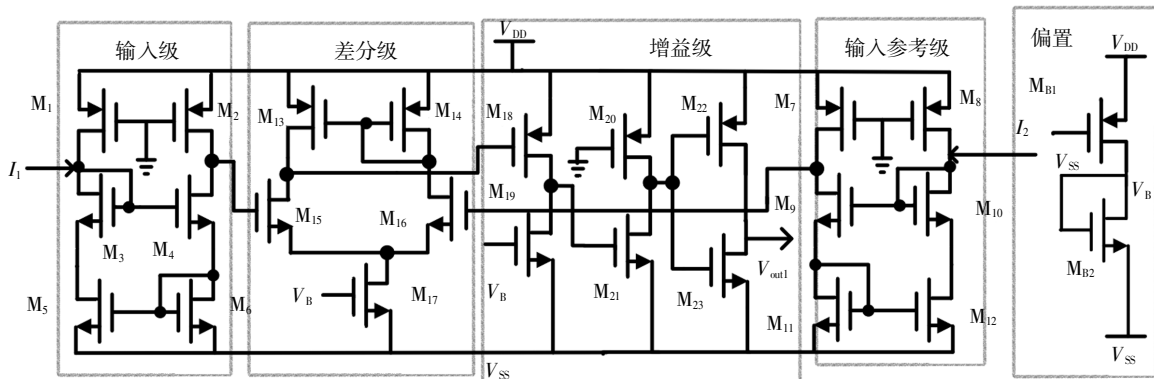 输入级
差分级
V_DD
增益级
输入参考级
偏置
V_DD
M_1
M_2
M_13
M_14
M_18
M_20
M_22
M_7
M_8
M_B1
I_1
I_2
V_SS
V_B
M_3
M_4
M_15
M_16
M_19
M_9
M_10
M_B2
M_5
M_6
V_B
M_17
V_B
M_21
M_23
V_out1
M_11
M_12
V_SS
V_SS